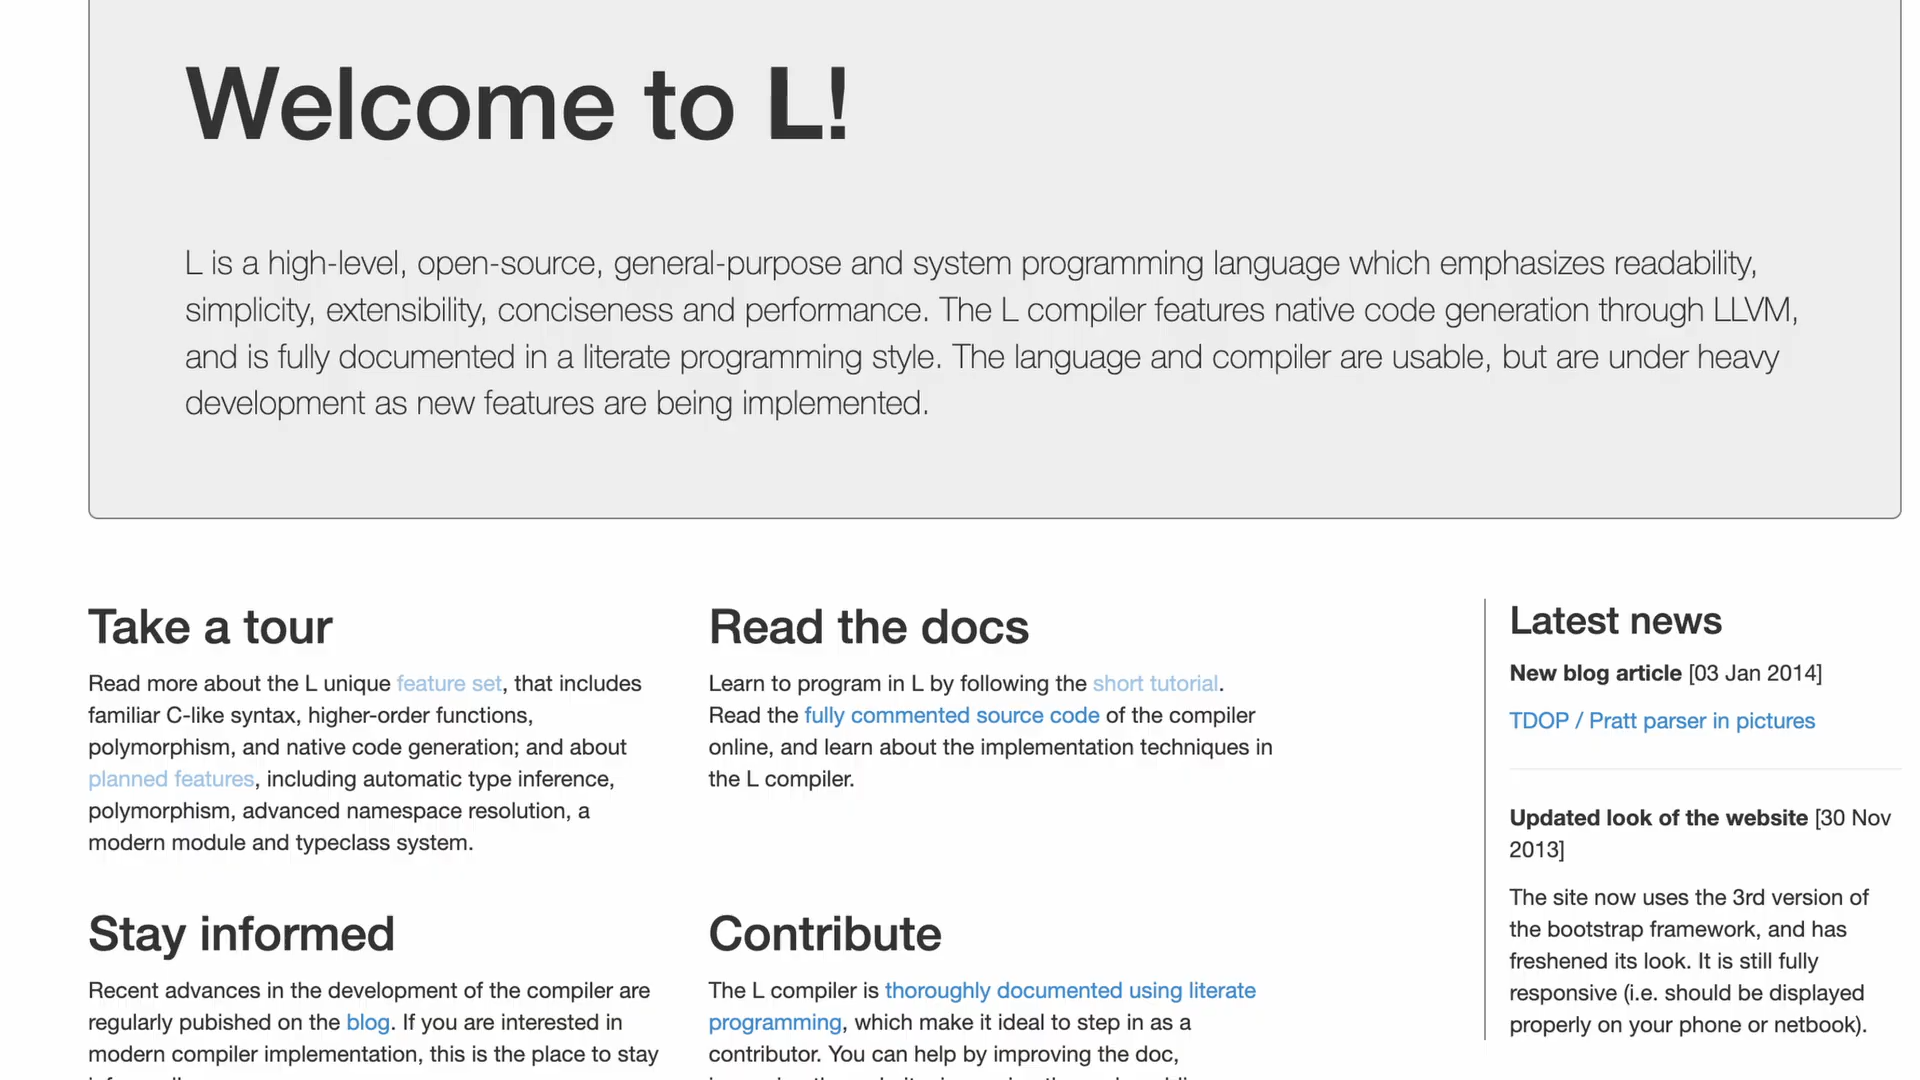 Welcome to L!
L is a high-level, open-source, general-purpose and system programming language which emphasizes readability,
simplicity, extensibility, conciseness and performance. The L compiler features native code generation through LLVM,
and is fully documented in a literate programming style. The language and compiler are usable, but are under heavy
development as new features are being implemented.
Take a tour
Read more about the L unique feature set, that includes
familiar C-like syntax, higher-order functions,
polymorphism, and native code generation; and about
planned features, including automatic type inference,
polymorphism, advanced namespace resolution, a
modern module and typeclass system.
Read the docs
Learn to program in L by following the short tutorial.
Read the fully commented source code of the compiler
online, and learn about the implementation techniques in
the L compiler.
Stay informed
Recent advances in the development of the compiler are
regularly pubished on the blog. If you are interested in
modern compiler implementation, this is the place to stay
Contribute
The L compiler is thoroughly documented using literate
programming, which make it ideal to step in as a
contributor. You can help by improving the doc,
Latest news
New blog article [03 Jan 2014]
TDOP / Pratt parser in pictures
Updated look of the website [30 Nov
2013]
The site now uses the 3rd version of
the bootstrap framework, and has
freshened its look. It is still fully
responsive (i.e. should be displayed
properly on your phone or netbook).